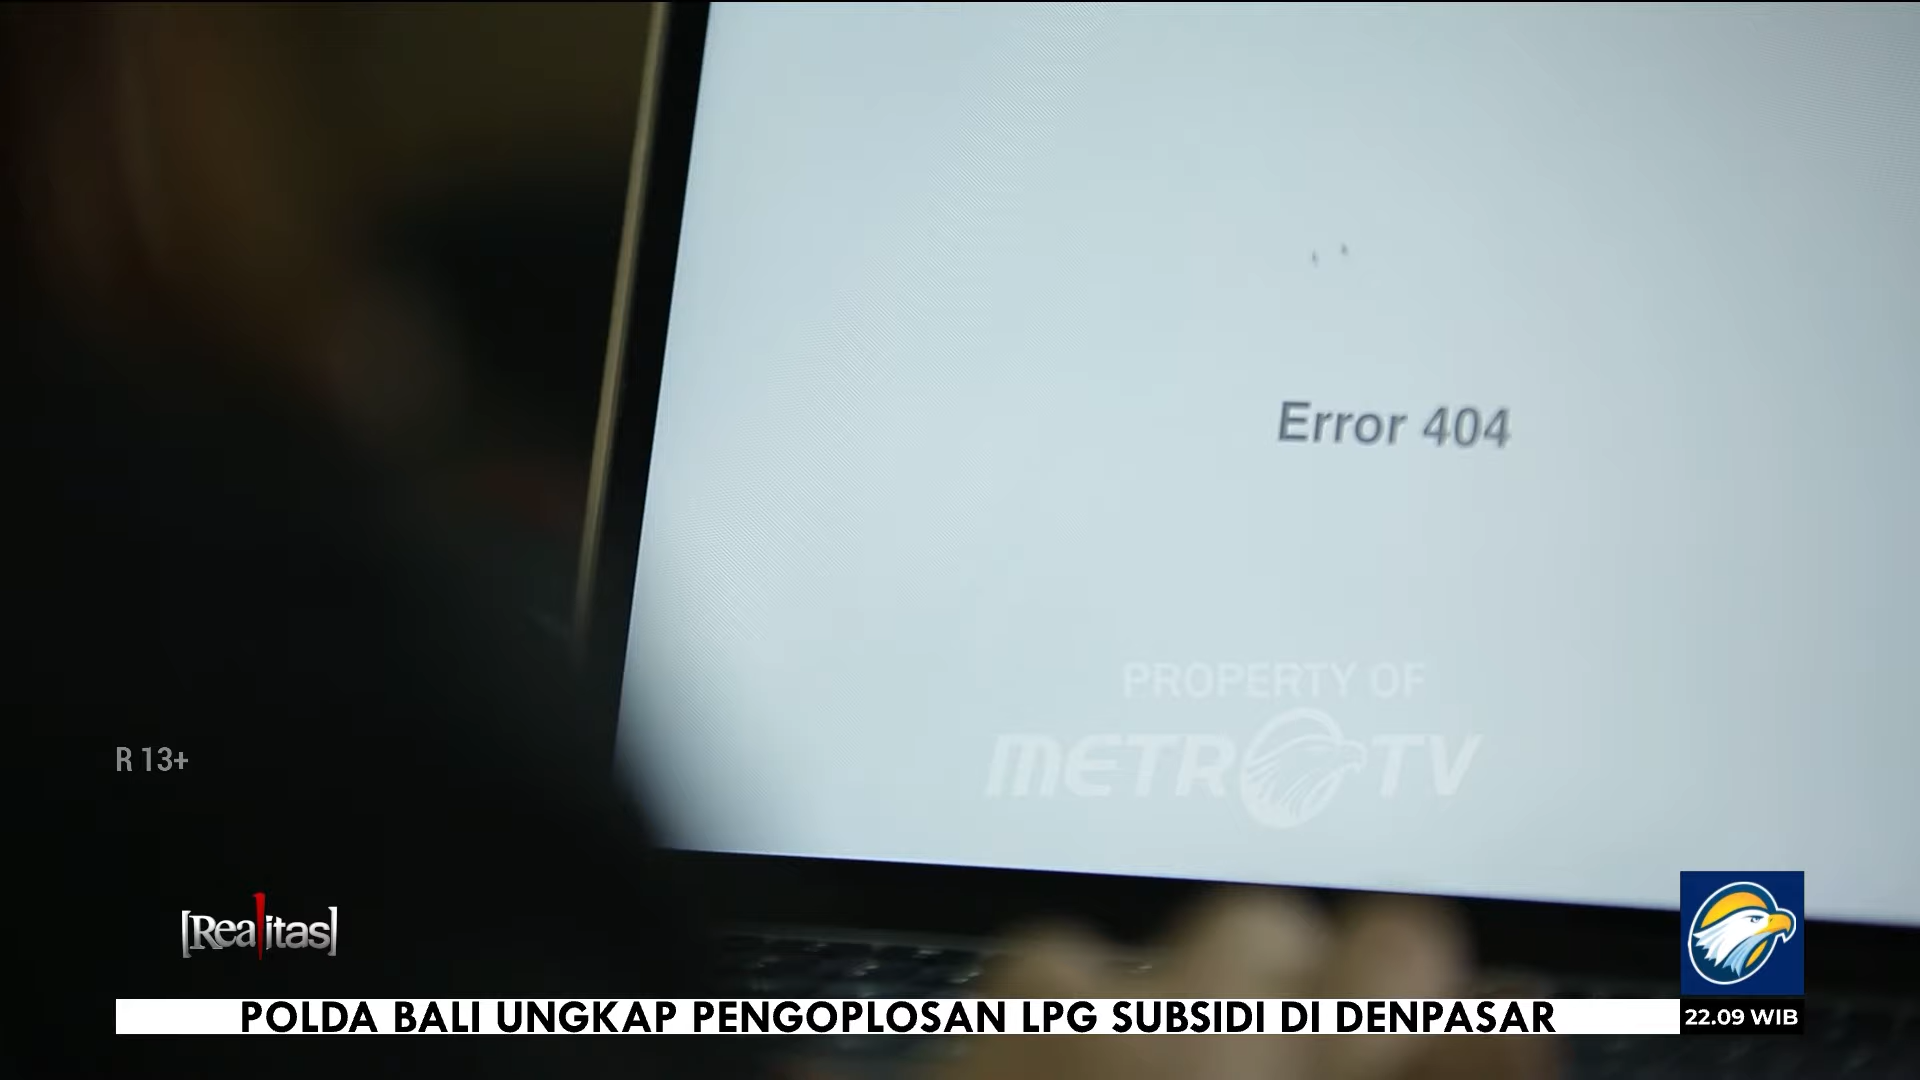 Error 404
PROPERTY OF
METRO TV
R 13+
[Realitas]
POLDA BALI UNGKAP PENGOPLOSAN LPG SUBSIDI DI DENPASAR
22.09 WIB